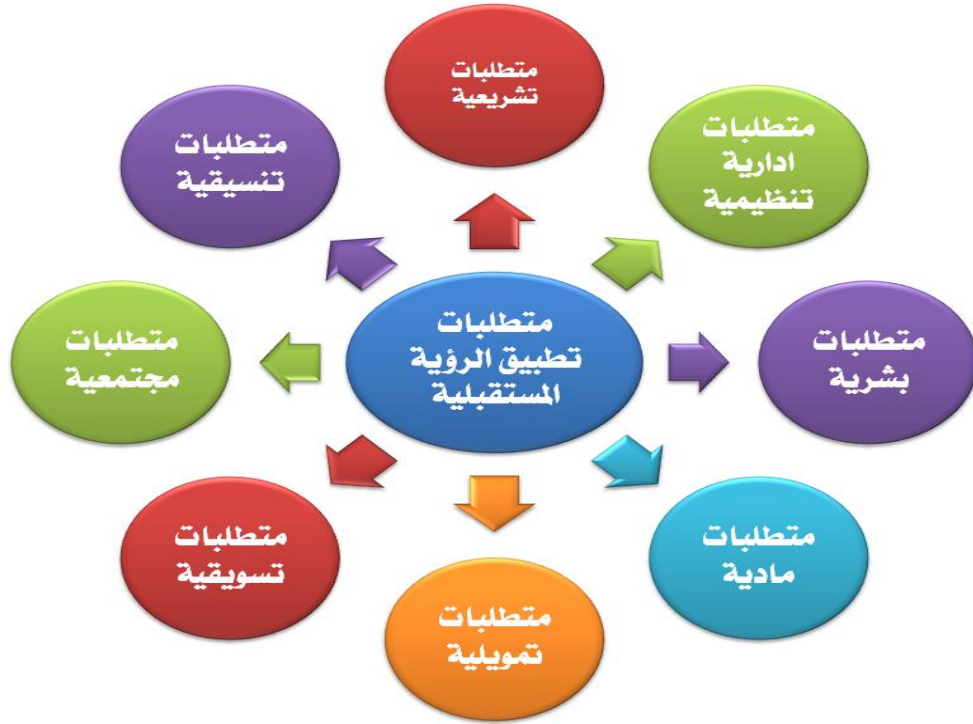 متطلبات
تشريعية
متطلبات
ادارية
تنظيمية
متطلبات
بشرية
متطلبات
مادية
متطلبات
تمويلية
متطلبات
تسويقية
متطلبات
مجتمعية
متطلبات
تنسيقية
متطلبات
تطبيق الرؤية
المستقبلية